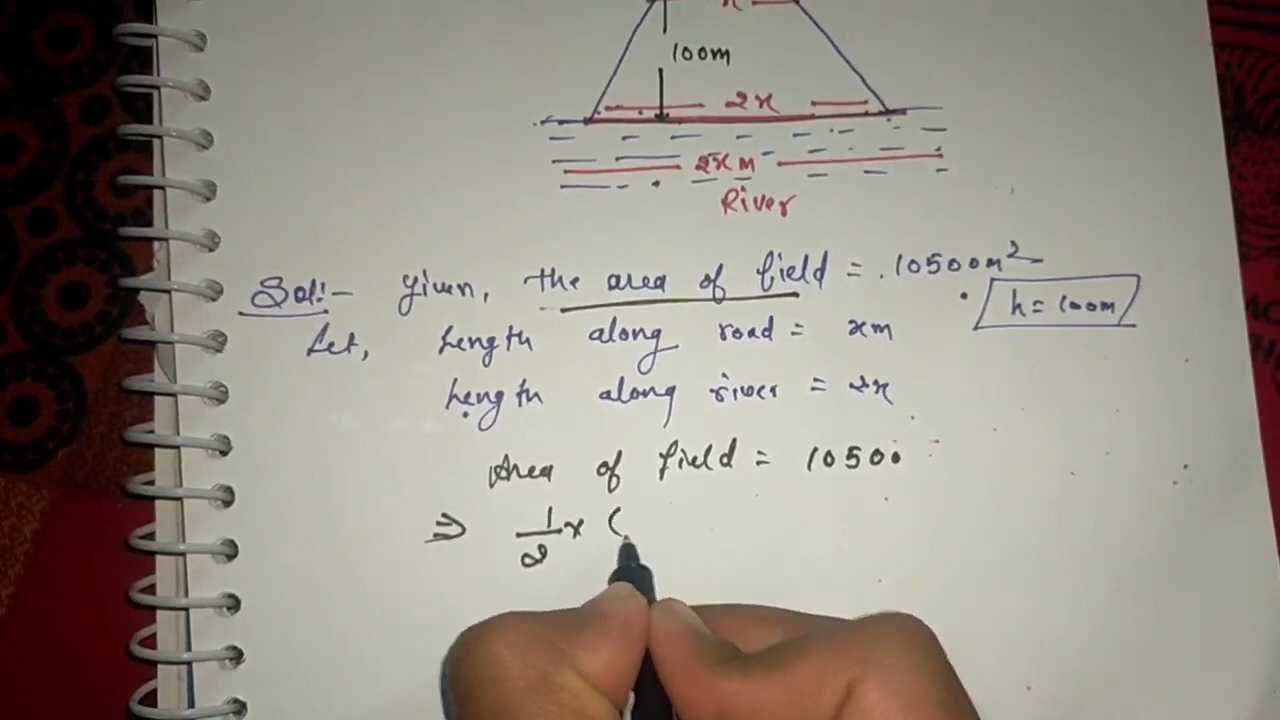 x
100m
2x
2x m
River
Sol:- Given, the area of field = 10500m²
h = 100m
Let, Length along road = xm
Length along river = 2x
Area of field = 10500
⇒ 1/2 × (